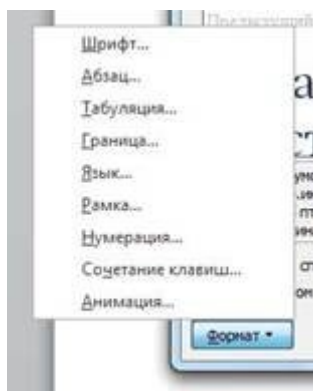 Шрифт...
Абзац...
Табуляция...
Граница...
Язык...
Рамка...
Нумерация...
Сочетание клавиш...
Анимация...
Формат